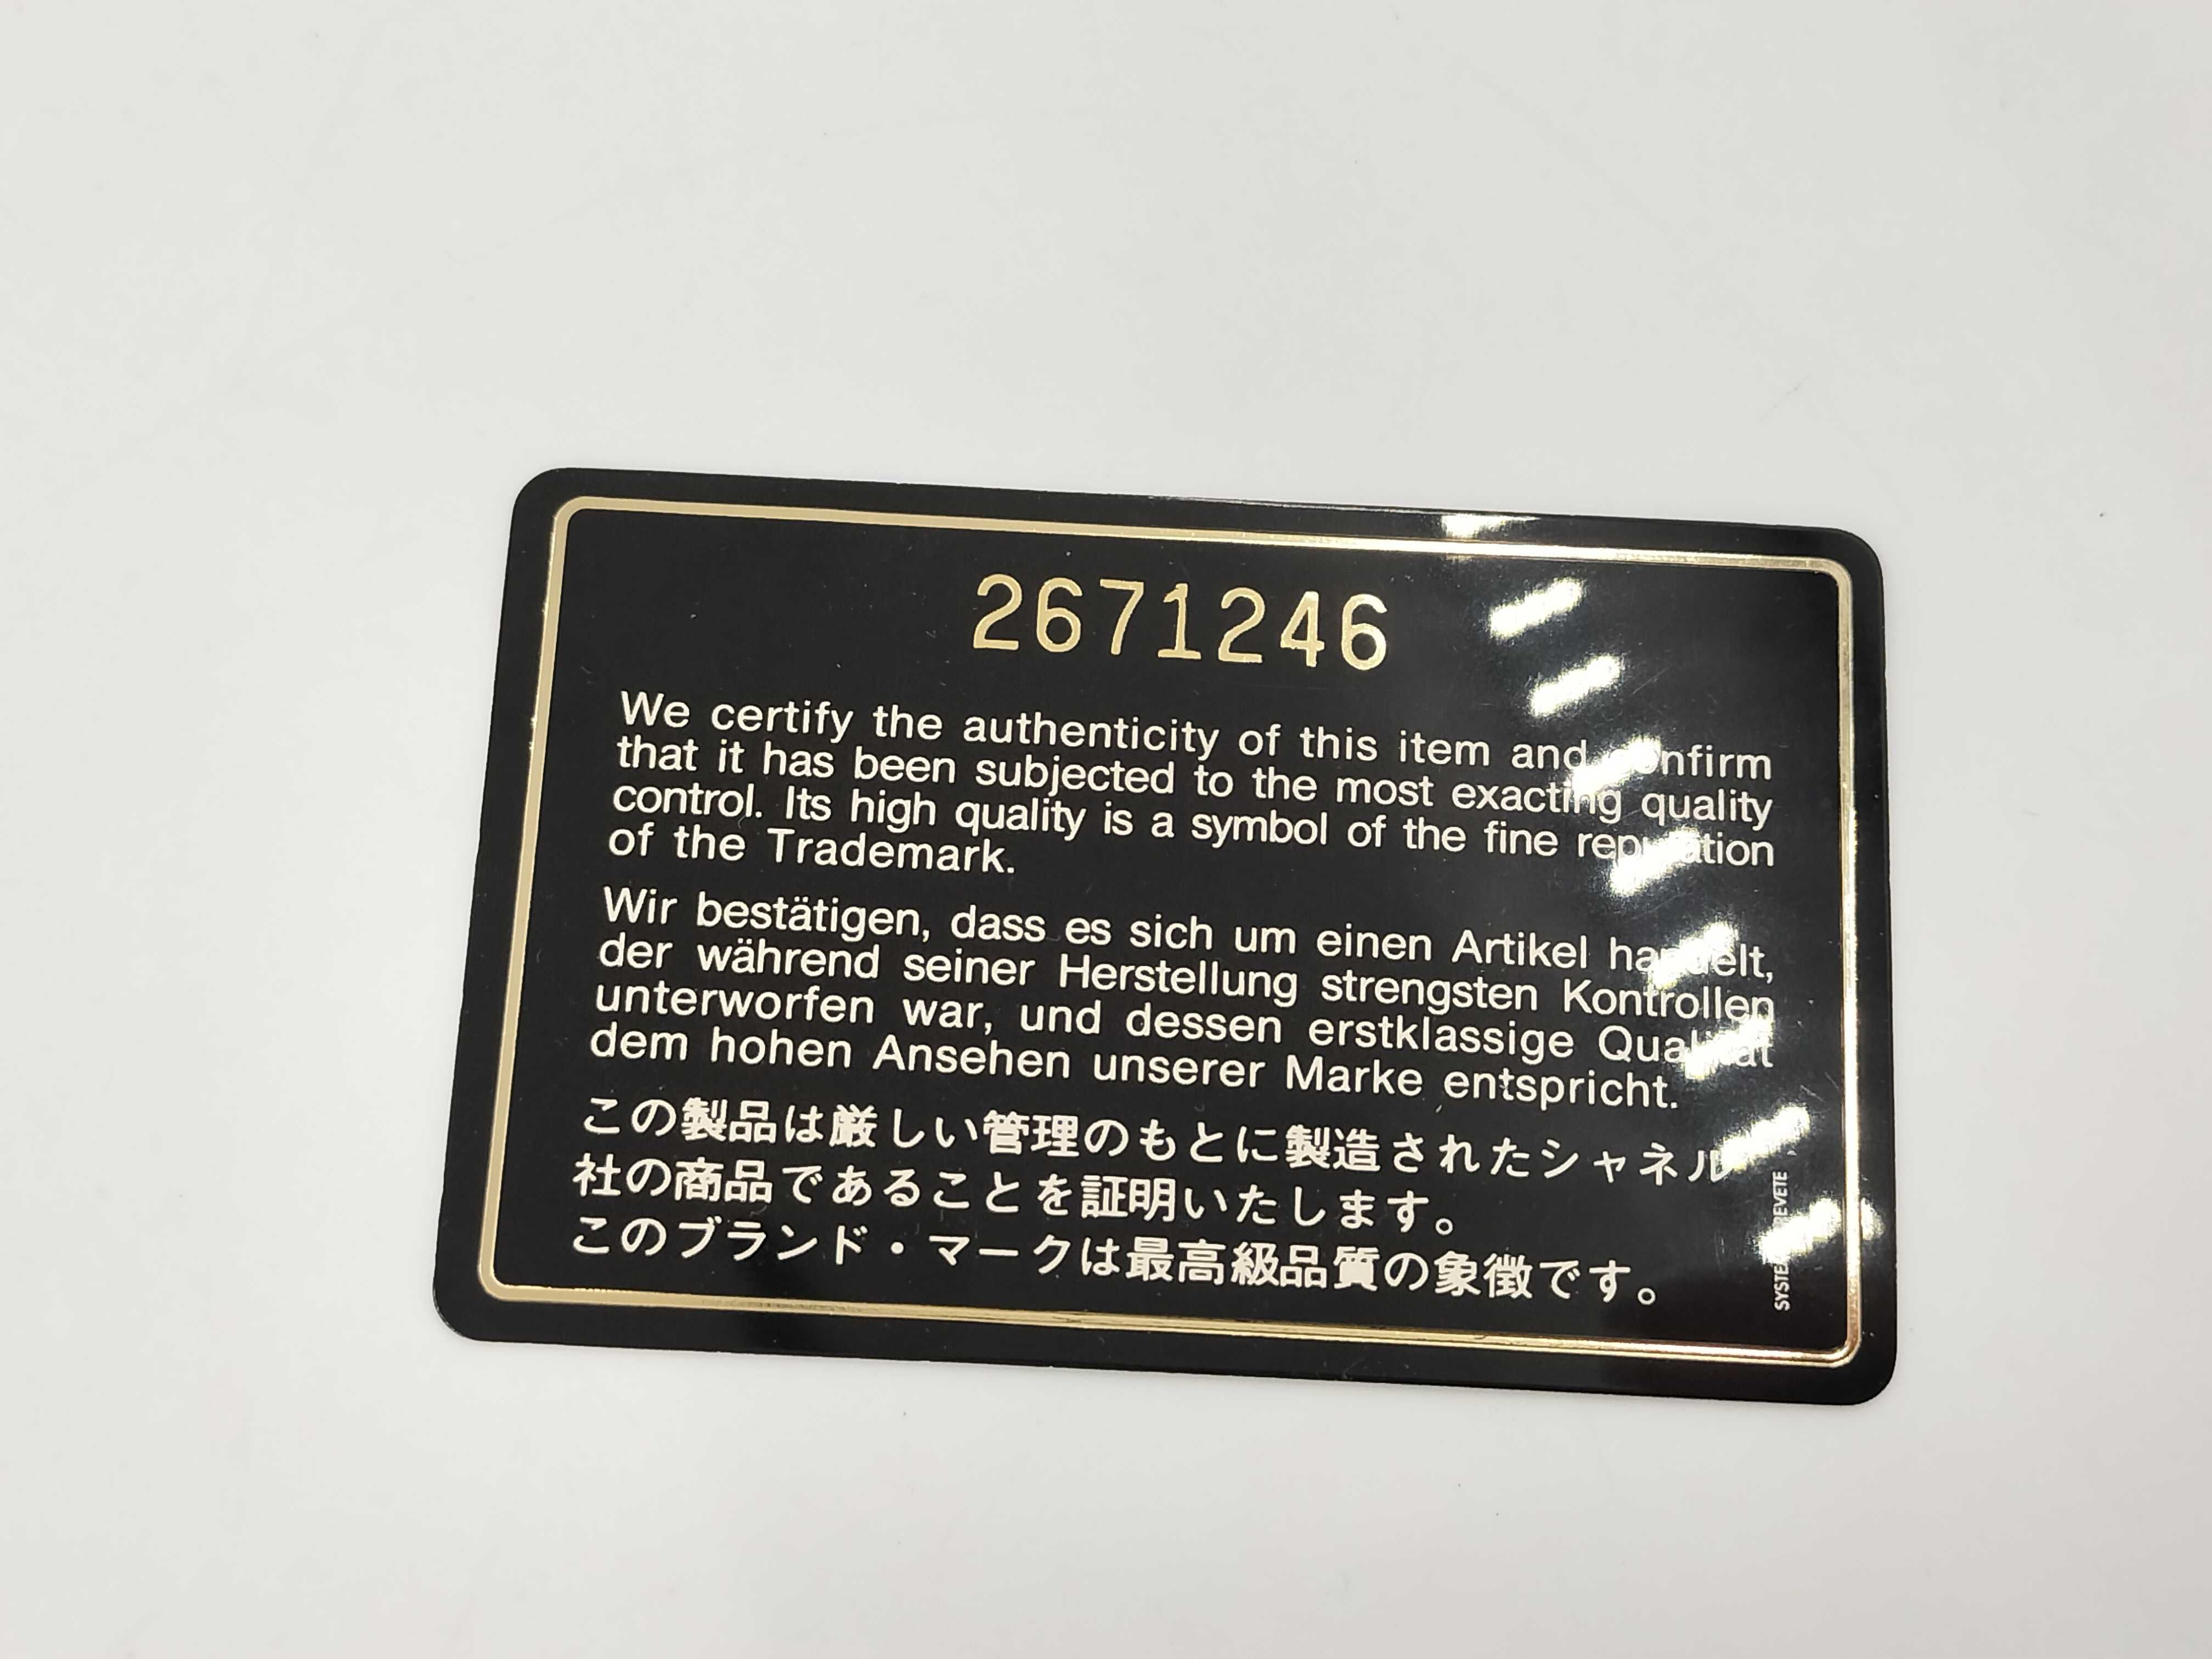 2671246
We certify the authenticity of this item and confirm
that it has been subjected to the most exacting quality
control. Its high quality is a symbol of the fine reputation
of the Trademark.
Wir bestätigen, dass es sich um einen Artikel handelt,
der während seiner Herstellung strengsten Kontrollen
unterworfen war, und dessen erstklassige Qualität
dem hohen Ansehen unserer Marke entspricht.
この製品は厳しい管理のもとに製造されたシャネル
社の商品であることを証明いたします。
このブランド・マークは最高級品質の象徴です。